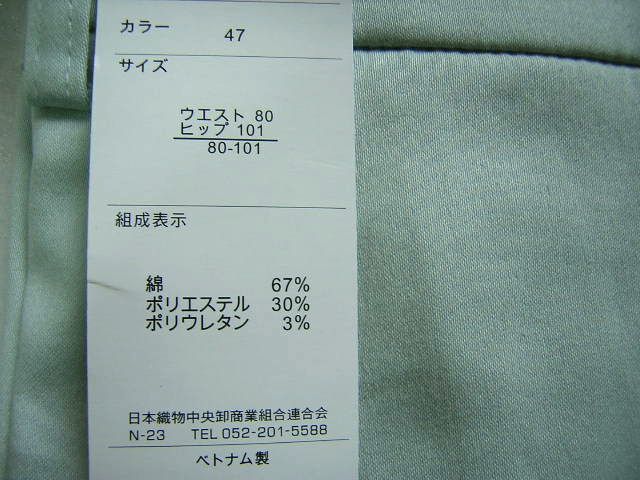 カラー 47
サイズ
ウエスト 80
ヒップ 101
80-101
組成表示
綿 67%
ポリエステル 30%
ポリウレタン 3%
日本織物中央卸商業組合連合会
N-23 TEL 052-201-5588
ベトナム製